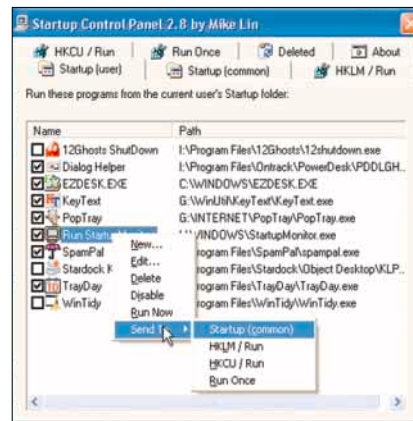 Startup Control Panel 2.8 by Mike Lin
HKCU / Run Run Once Deleted About
Startup (user) Startup (common) HKLM / Run
Run these programs from the current user's Startup folder:
Name Path
12Ghosts ShutDown I:\Program Files\12Ghosts\12shutdown.exe
Dialog Helper I:\Program Files\Ontrack\PowerDesk\PDDLGH...
EZDESK.EXE C:\WINDOWS\EZDESK.EXE
KeyText G:\WinUtil\KeyText\KeyText.exe
PopTray G:\INTERNET\PopTray\PopTray.exe
Run StartupMonitor \WINDOWS\StartupMonitor.exe
SpamPal rogram Files\SpamPal\spampal.exe
Stardock K rogram Files\Stardock\Object Desktop\KLP...
TrayDay rogram Files\TrayDay\TrayDay.exe
WinTidy rogram Files\WinTidy\WinTidy.exe
New...
Edit...
Delete
Disable
Run Now
Send To
Startup (common)
HKLM / Run
HKCU / Run
Run Once